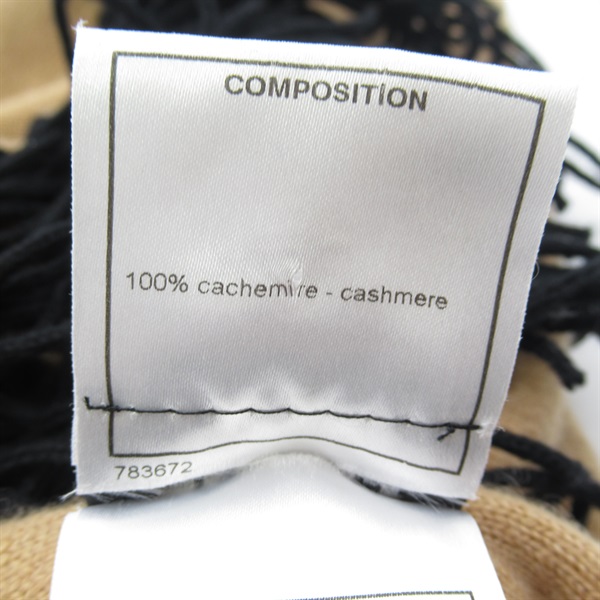 COMPOSITION
100% cachemire - cashmere
783672